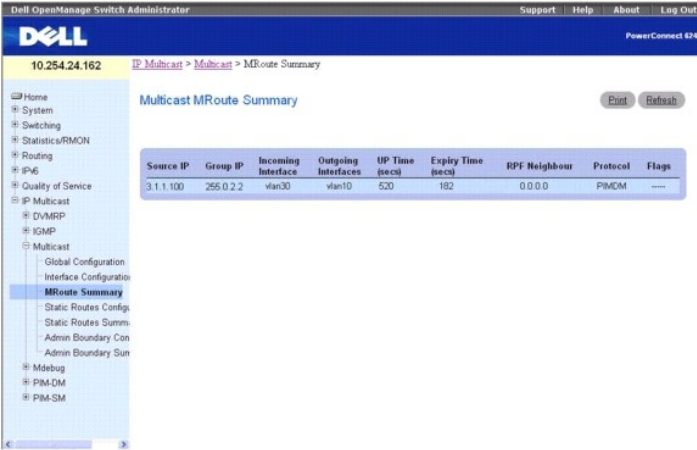 Dell OpenManage Switch Administrator
Support Help About Log Out
DELL
PowerConnect 624
10.254.24.162
IP Multicast > Multicast > MRoute Summary
Home
System
Switching
Statistics/RMON
Routing
IPv6
Quality of Service
IP Multicast
DVMRP
IGMP
Multicast
Global Configuration
Interface Configuration
MRoute Summary
Static Routes Configu
Static Routes Summ
Admin Boundary Con
Admin Boundary Sum
Mdebug
PIM-DM
PIM-SM
Multicast MRoute Summary
Print Refresh
Source IP Group IP Incoming Interface Outgoing Interfaces UP Time (secs) Expiry Time (secs) RPF Neighbour Protocol Flags
3.1.1.100 255.0.2.2 vlan30 vlan10 520 182 0.0.0.0 PIMDM ----